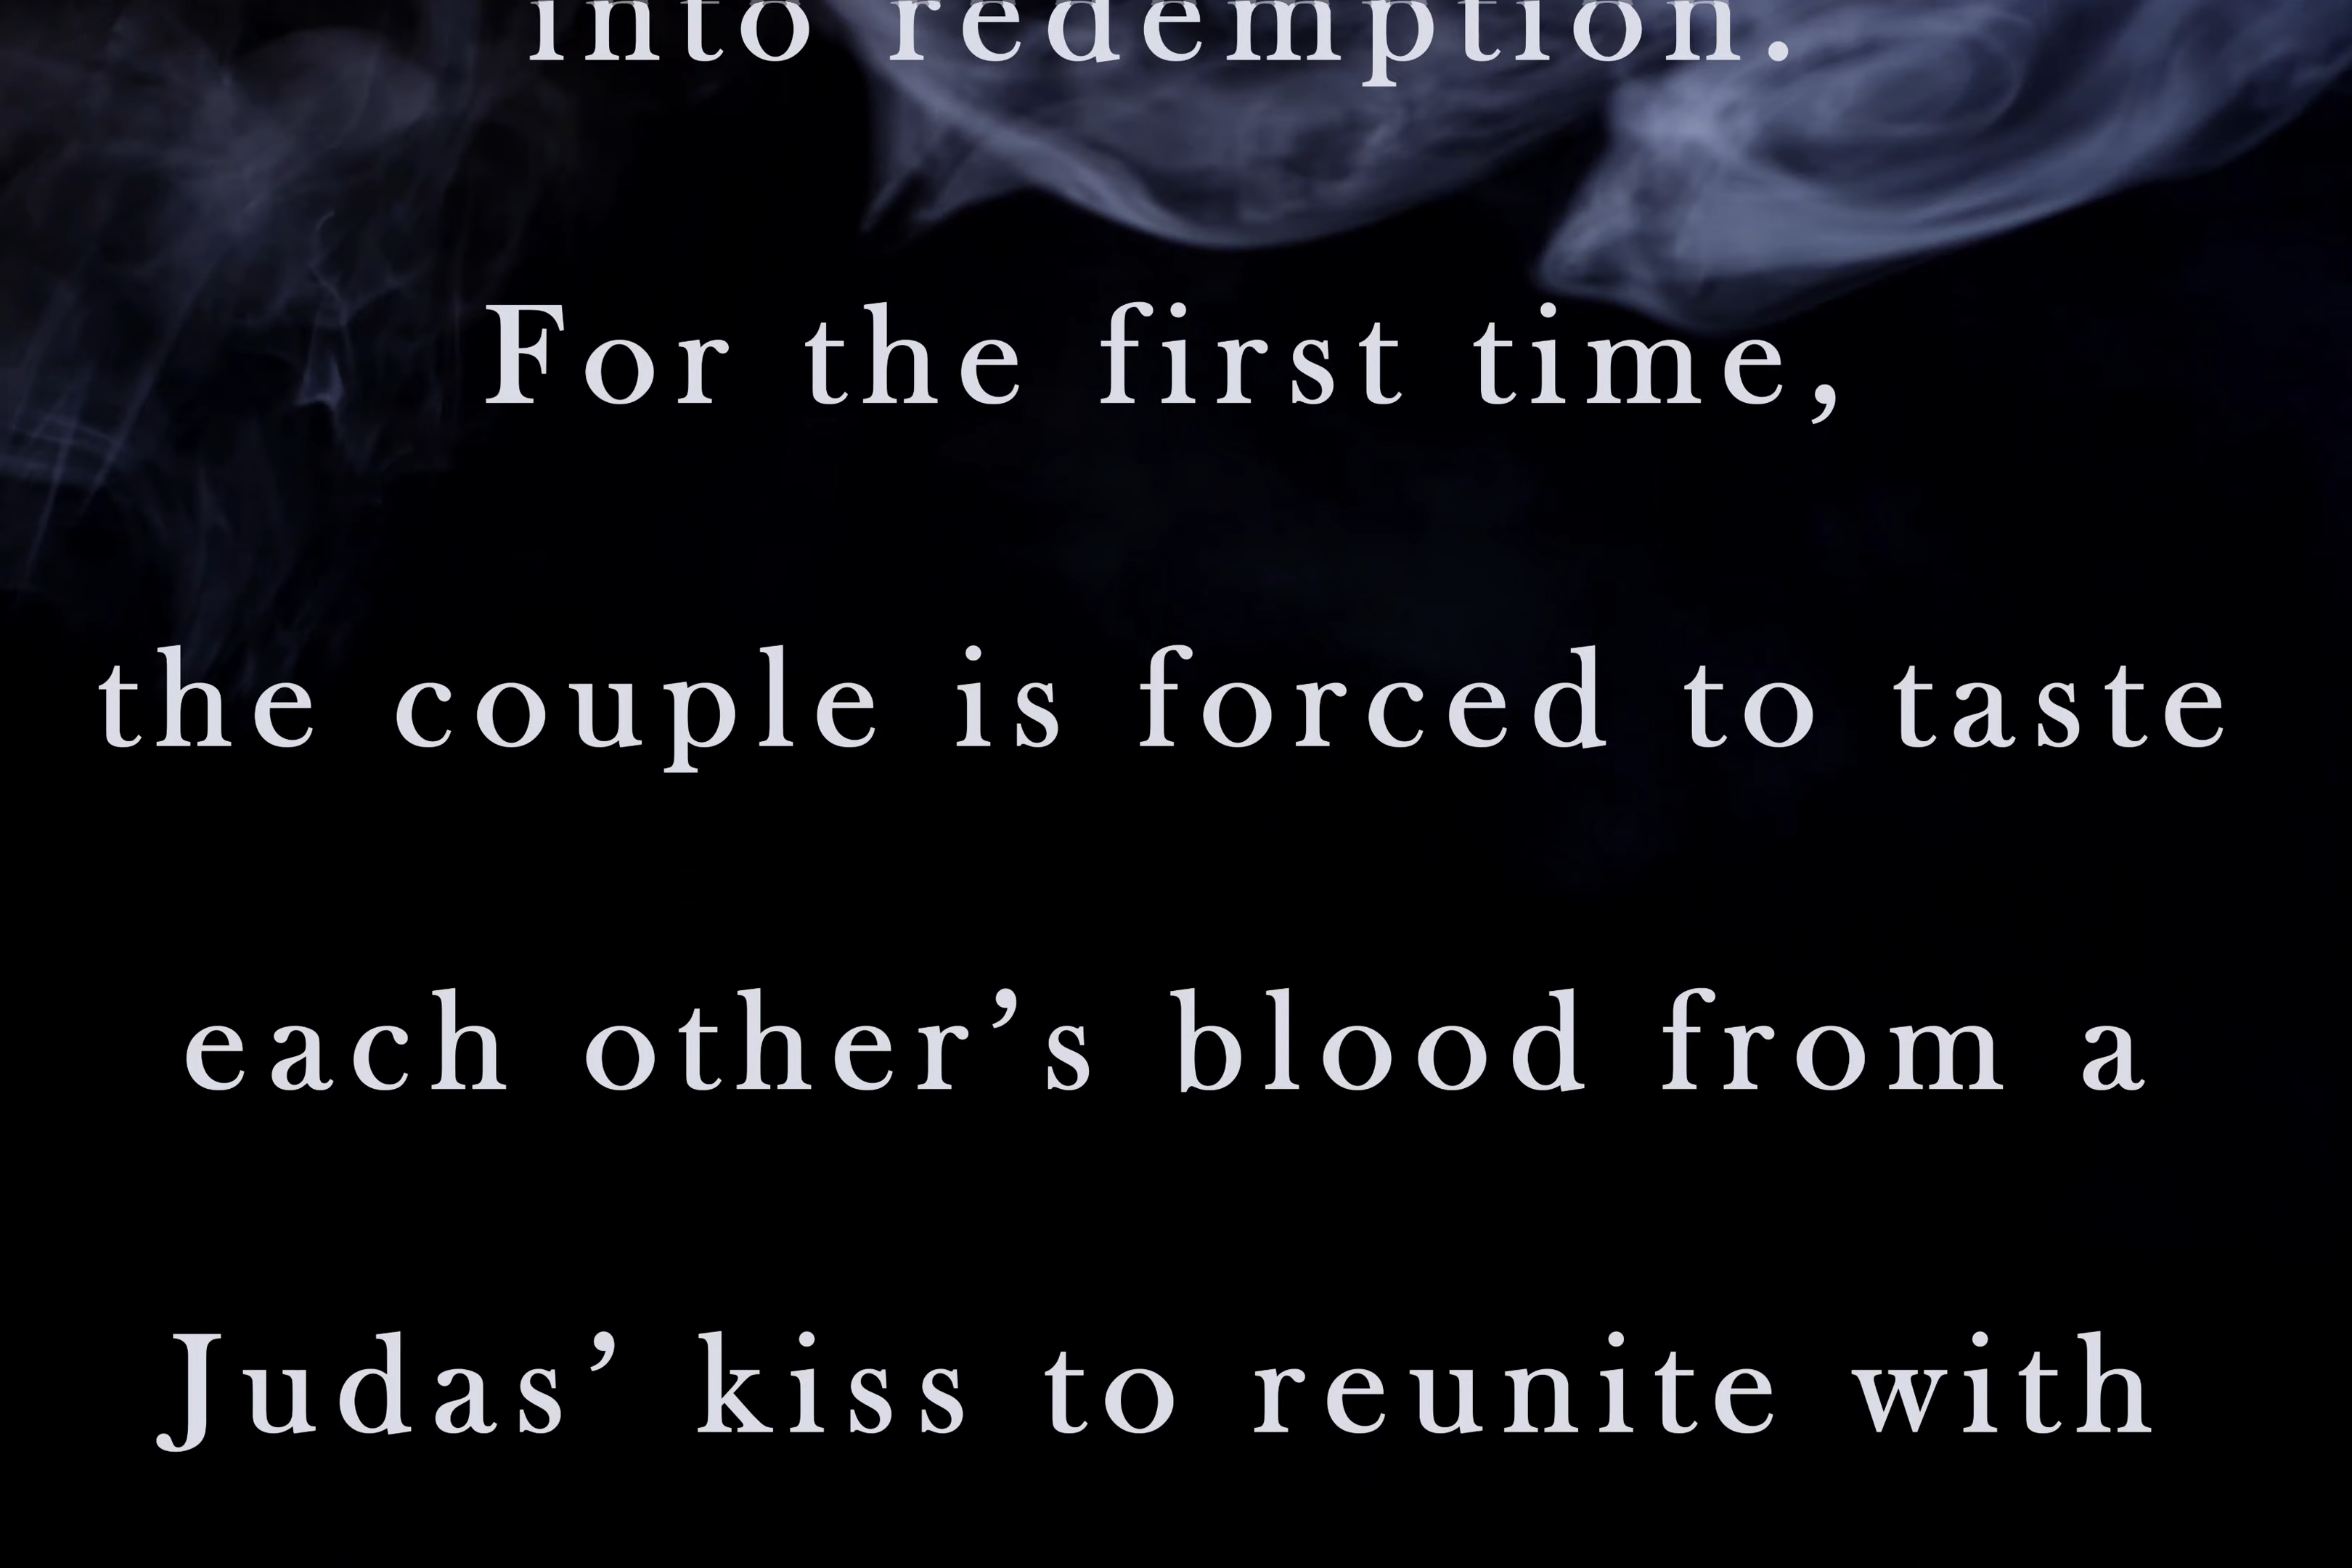 into redemption.
For the first time,
the couple is forced to taste
each other’s blood from a
Judas’ kiss to reunite with